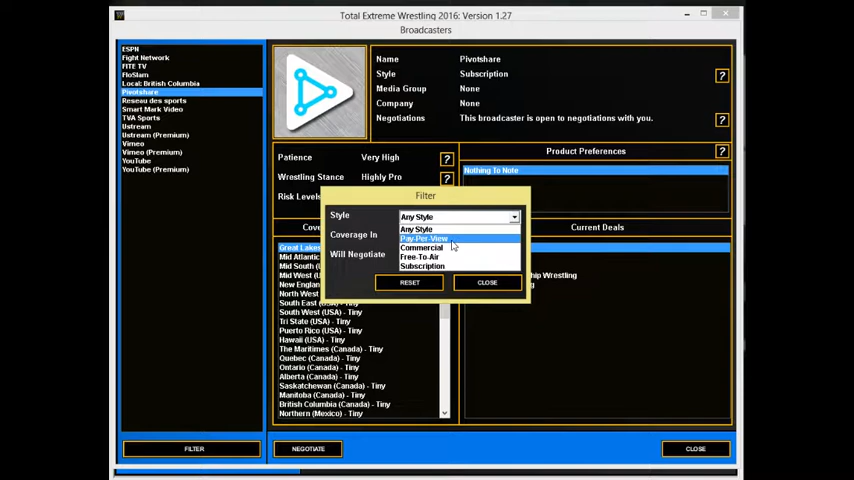 Total Extreme Wrestling 2016: Version 1.27
Broadcasters
ESPN
Fight Network
FITE TV
FloSlam
Local: British Columbia
Pivotshare
Reseau des sports
Smart Mark Video
TVA Sports
Ustream
Ustream (Premium)
Vimeo
Vimeo (Premium)
YouTube
YouTube (Premium)
Name Pivotshare
Style Subscription
Media Group None
Company None
Negotiations This broadcaster is open to negotiations with you.
Patience Very High
Wrestling Stance Highly Pro
Risk Levels
Product Preferences
Nothing To Note
Current Deals
Great Lakes
Mid Atlantic
Mid South
Mid West
New England
North West
South East
South West (USA) - Tiny
Tri State (USA) - Tiny
Puerto Rico (USA) - Tiny
Hawaii (USA) - Tiny
The Maritimes (Canada) - Tiny
Quebec (Canada) - Tiny
Ontario (Canada) - Tiny
Alberta (Canada) - Tiny
Saskatchewan (Canada) - Tiny
Manitoba (Canada) - Tiny
British Columbia (Canada) - Tiny
Northern (Mexico) - Tiny
Filter
Style Any Style
Coverage In
Will Negotiate
Any Style
Pay-Per-View
Commercial
Free-To-Air
Subscription
RESET
CLOSE
FILTER
NEGOTIATE
CLOSE